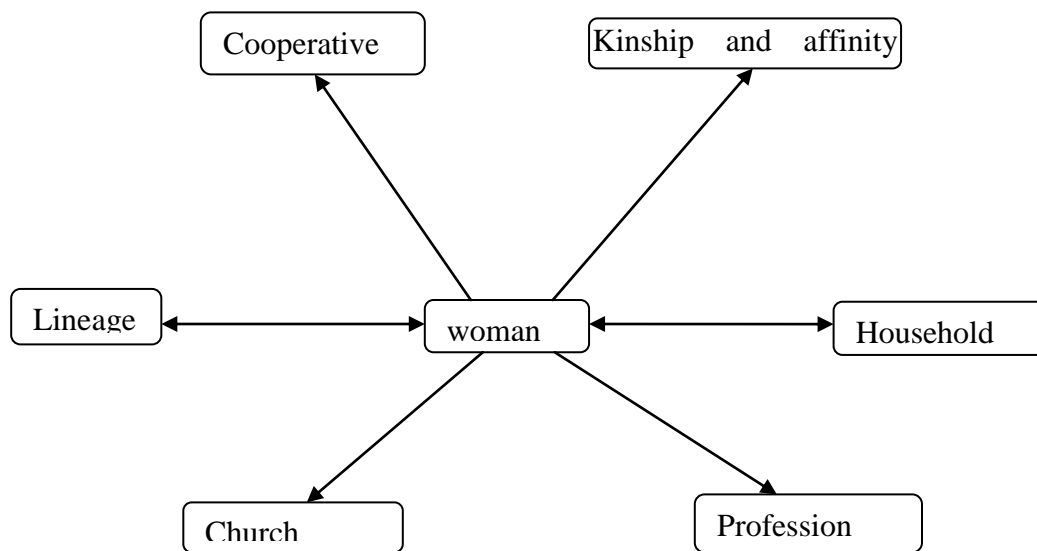 Cooperative
Kinship and affinity
Lineage
woman
Household
Church
Profession